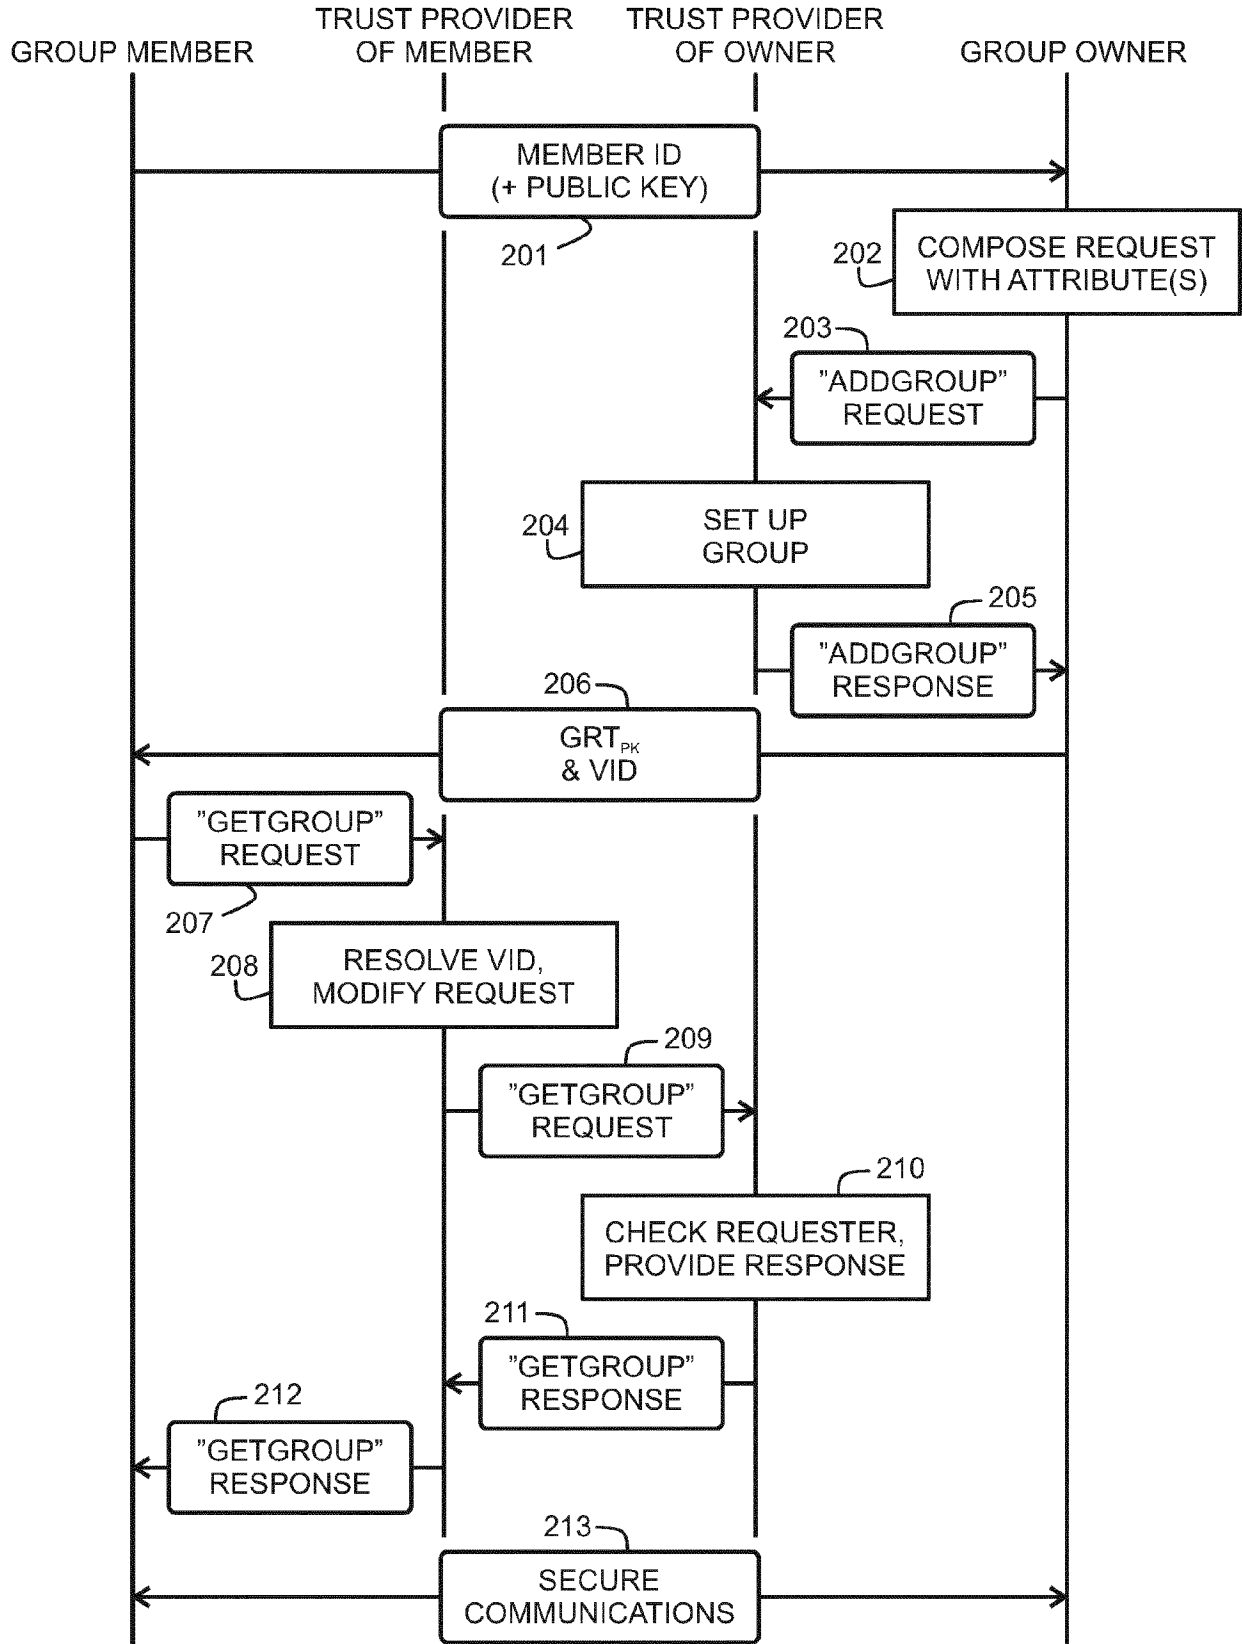 GROUP MEMBER
TRUST PROVIDER
OF MEMBER
TRUST PROVIDER
OF OWNER
GROUP OWNER
MEMBER ID
(+ PUBLIC KEY)
201
202
COMPOSE REQUEST
WITH ATTRIBUTE(S)
203
”ADDGROUP”
REQUEST
204
SET UP
GROUP
205
”ADDGROUP”
RESPONSE
206
GRTPK
& VID
”GETGROUP”
REQUEST
207
208
RESOLVE VID,
MODIFY REQUEST
209
”GETGROUP”
REQUEST
210
CHECK REQUESTER,
PROVIDE RESPONSE
211
”GETGROUP”
RESPONSE
212
”GETGROUP”
RESPONSE
213
SECURE
COMMUNICATIONS